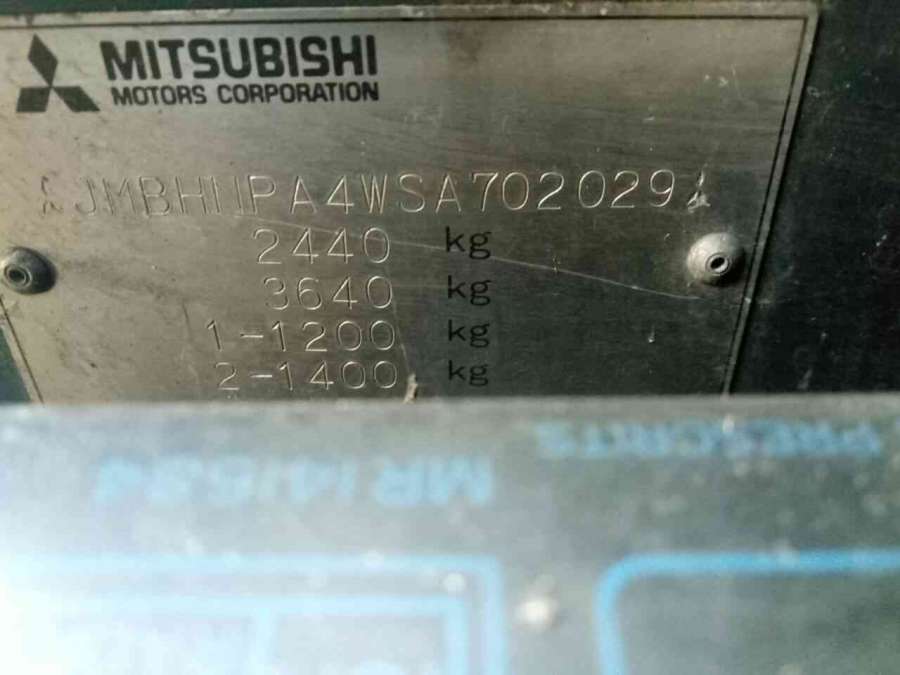 MITSUBISHI
MOTORS CORPORATION
JMBHNPA4WSA702029
2440 kg
3640 kg
1-1200 kg
2-1400 kg